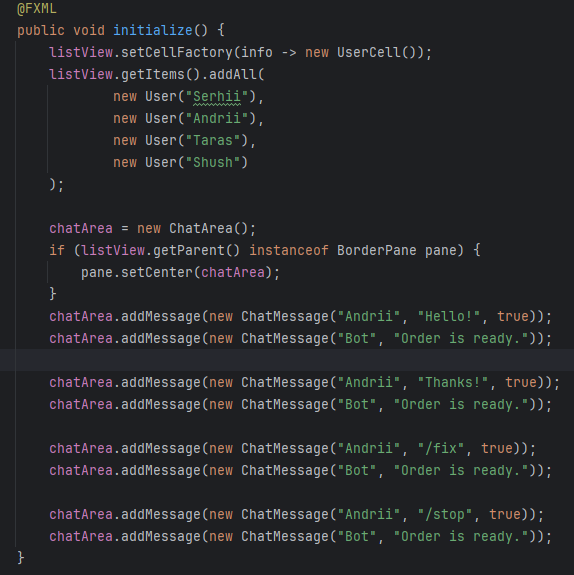 @FXML
public void initialize() {
    listView.setCellFactory(info -> new UserCell());
    listView.getItems().addAll(
            new User("Serhii"),
            new User("Andrii"),
            new User("Taras"),
            new User("Shush")
    );

    chatArea = new ChatArea();
    if (listView.getParent() instanceof BorderPane pane) {
        pane.setCenter(chatArea);
    }
    chatArea.addMessage(new ChatMessage("Andrii", "Hello!", true));
    chatArea.addMessage(new ChatMessage("Bot", "Order is ready."));

    chatArea.addMessage(new ChatMessage("Andrii", "Thanks!", true));
    chatArea.addMessage(new ChatMessage("Bot", "Order is ready."));

    chatArea.addMessage(new ChatMessage("Andrii", "/fix", true));
    chatArea.addMessage(new ChatMessage("Bot", "Order is ready."));

    chatArea.addMessage(new ChatMessage("Andrii", "/stop", true));
    chatArea.addMessage(new ChatMessage("Bot", "Order is ready."));
}